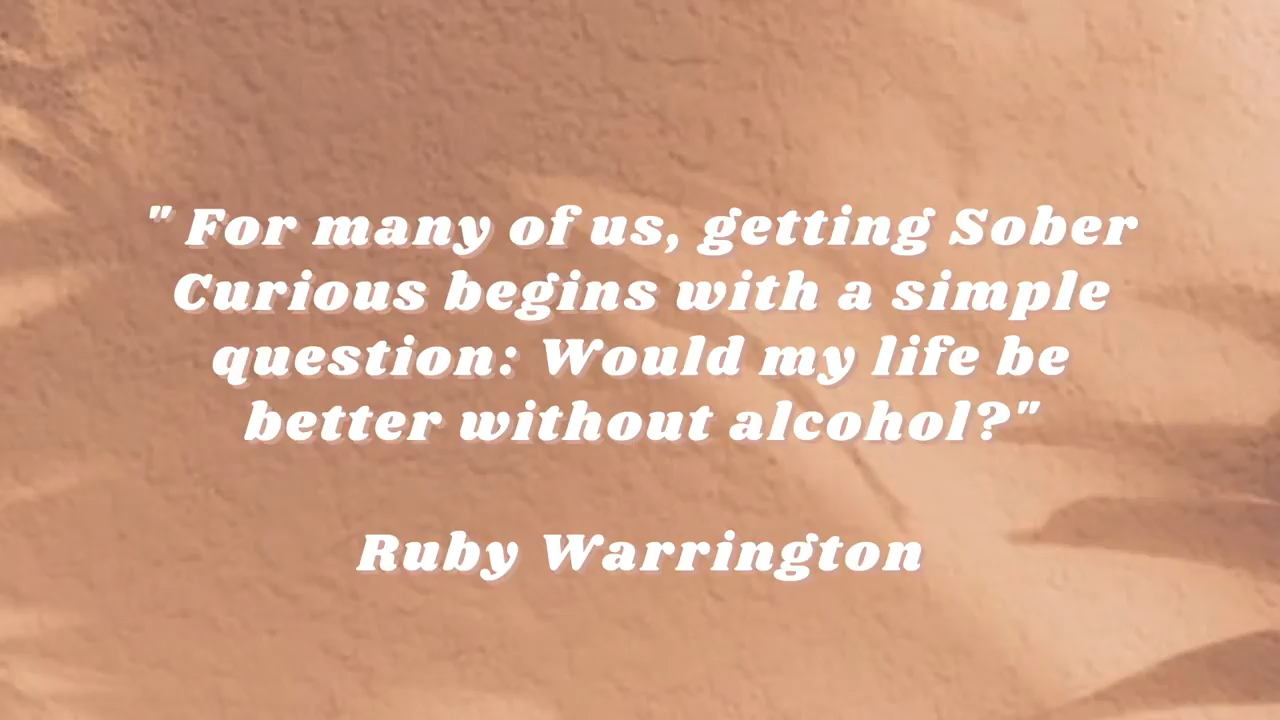 " For many of us, getting Sober
Curious begins with a simple
question: Would my life be
better without alcohol?"
Ruby Warrington